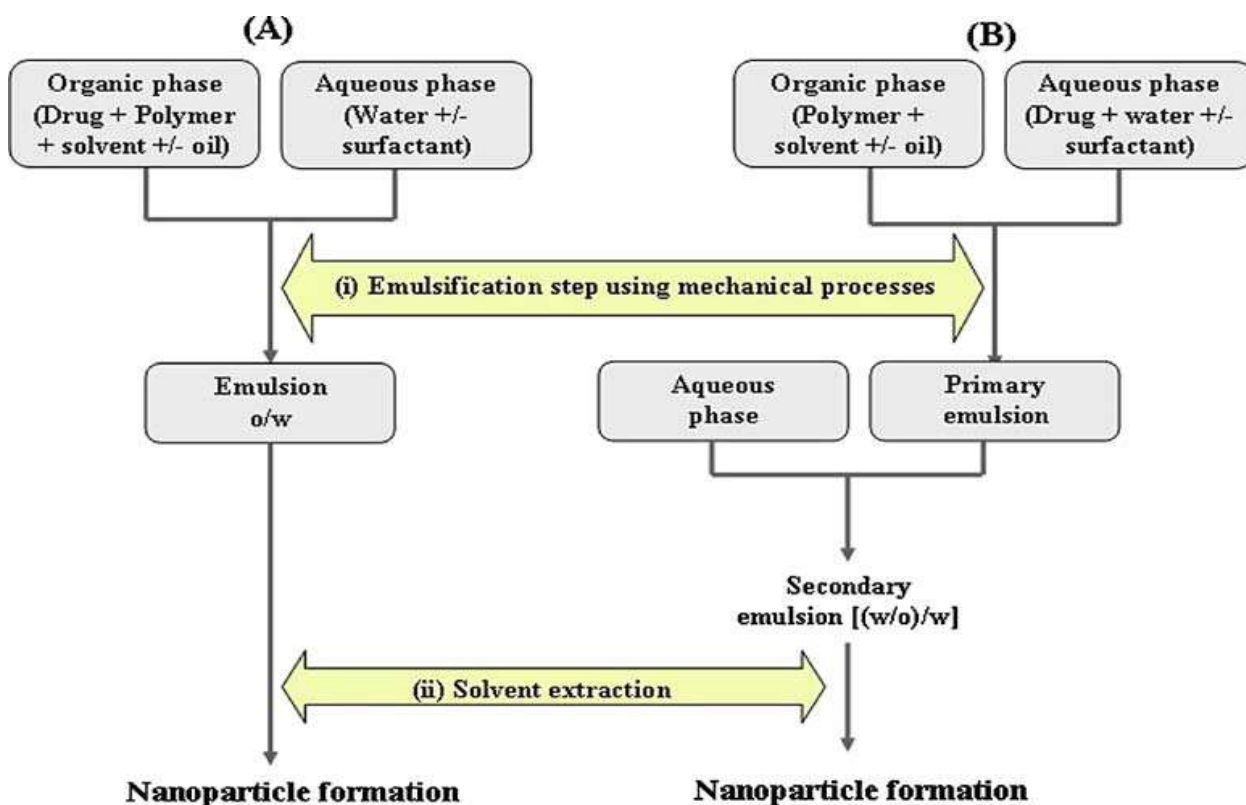 (A)
(B)
Organic phase
(Drug + Polymer
+ solvent +/- oil)
Aqueous phase
(Water +/-
surfactant)
Organic phase
(Polymer +
solvent +/- oil)
Aqueous phase
(Drug + water +/-
surfactant)
(i) Emulsification step using mechanical processes
Emulsion
o/w
Aqueous
phase
Primary
emulsion
Secondary
emulsion [(w/o)/w]
(ii) Solvent extraction
Nanoparticle formation
Nanoparticle formation